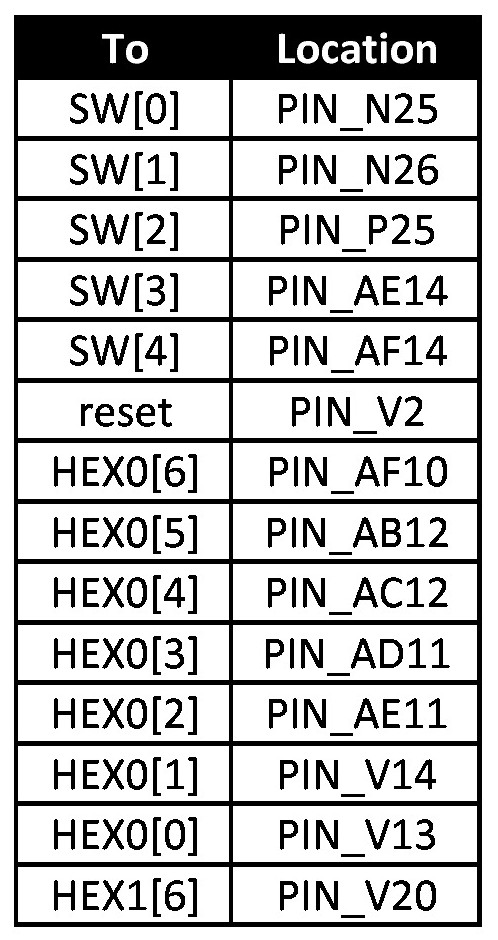 To Location
SW[0] PIN_N25
SW[1] PIN_N26
SW[2] PIN_P25
SW[3] PIN_AE14
SW[4] PIN_AF14
reset PIN_V2
HEX0[6] PIN_AF10
HEX0[5] PIN_AB12
HEX0[4] PIN_AC12
HEX0[3] PIN_AD11
HEX0[2] PIN_AE11
HEX0[1] PIN_V14
HEX0[0] PIN_V13
HEX1[6] PIN_V20